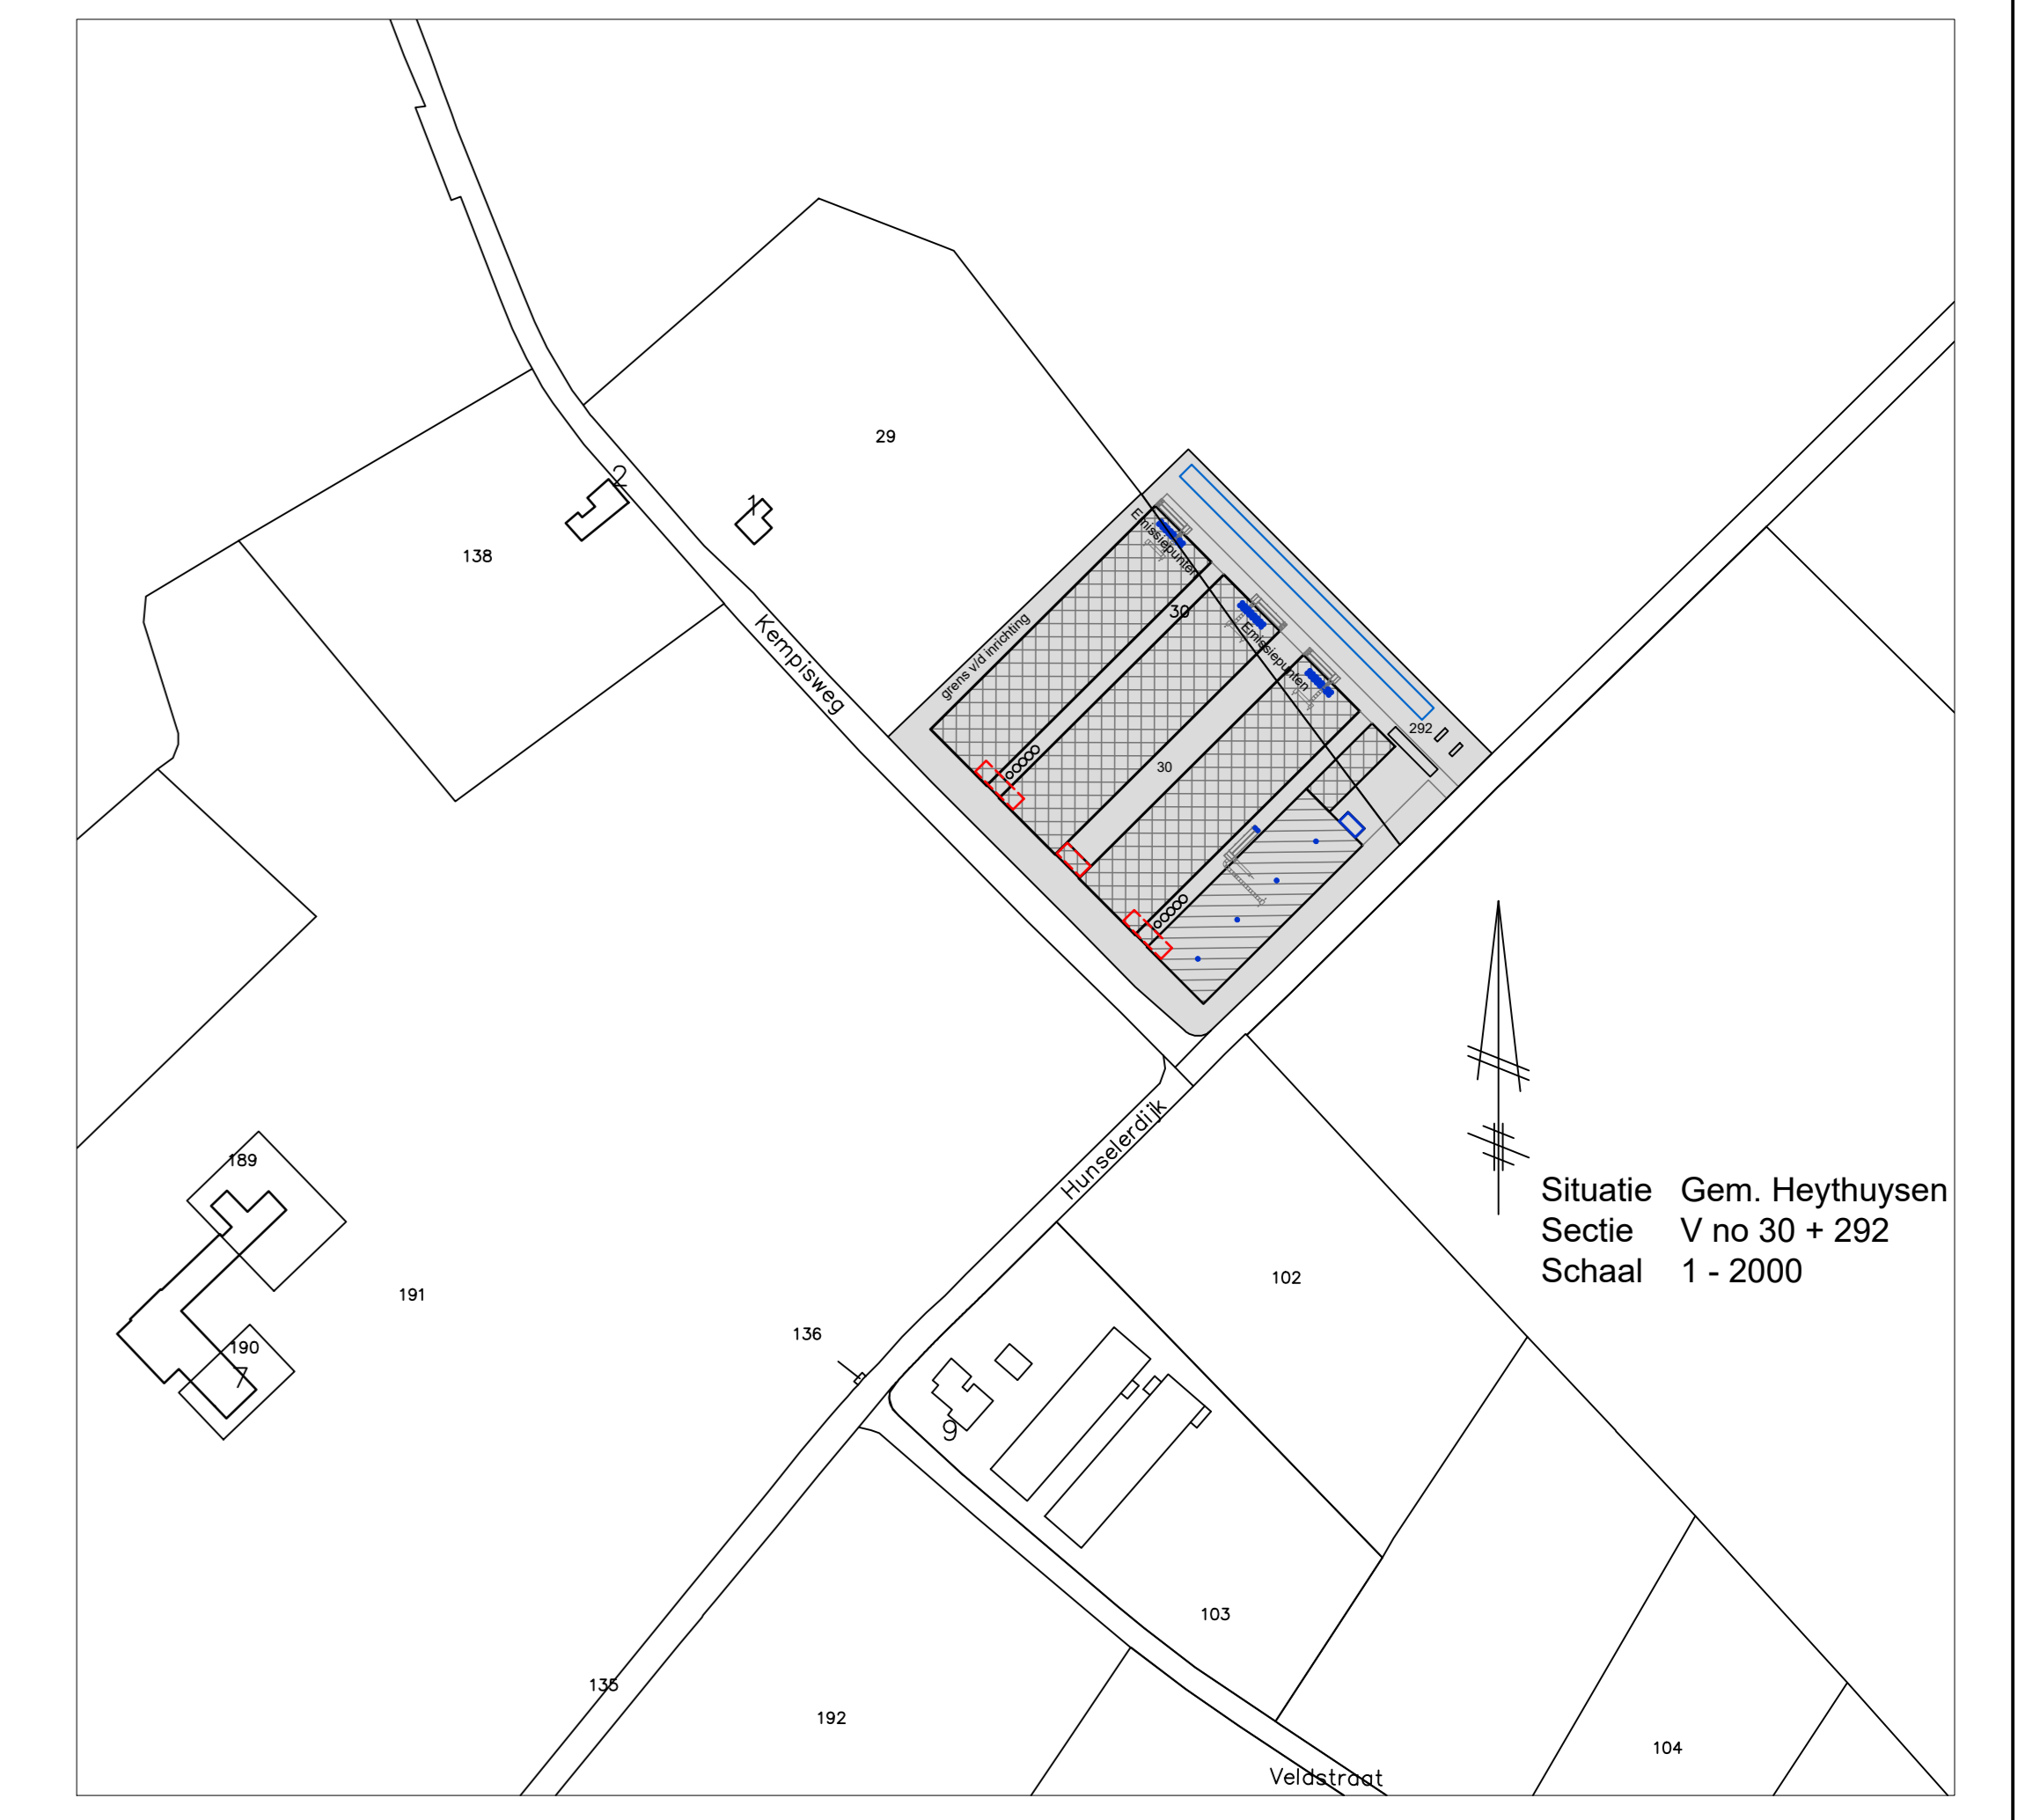 29
2
1
138
Emissiepunten
30
grens v/d inrichting
Emissiepunten
Kempisweg
292
30
Hunselerdijk
189
Situatie Gem. Heythuysen
Sectie V no 30 + 292
Schaal 1 - 2000
102
191
136
190
7
9
103
135
192
104
Veldstraat